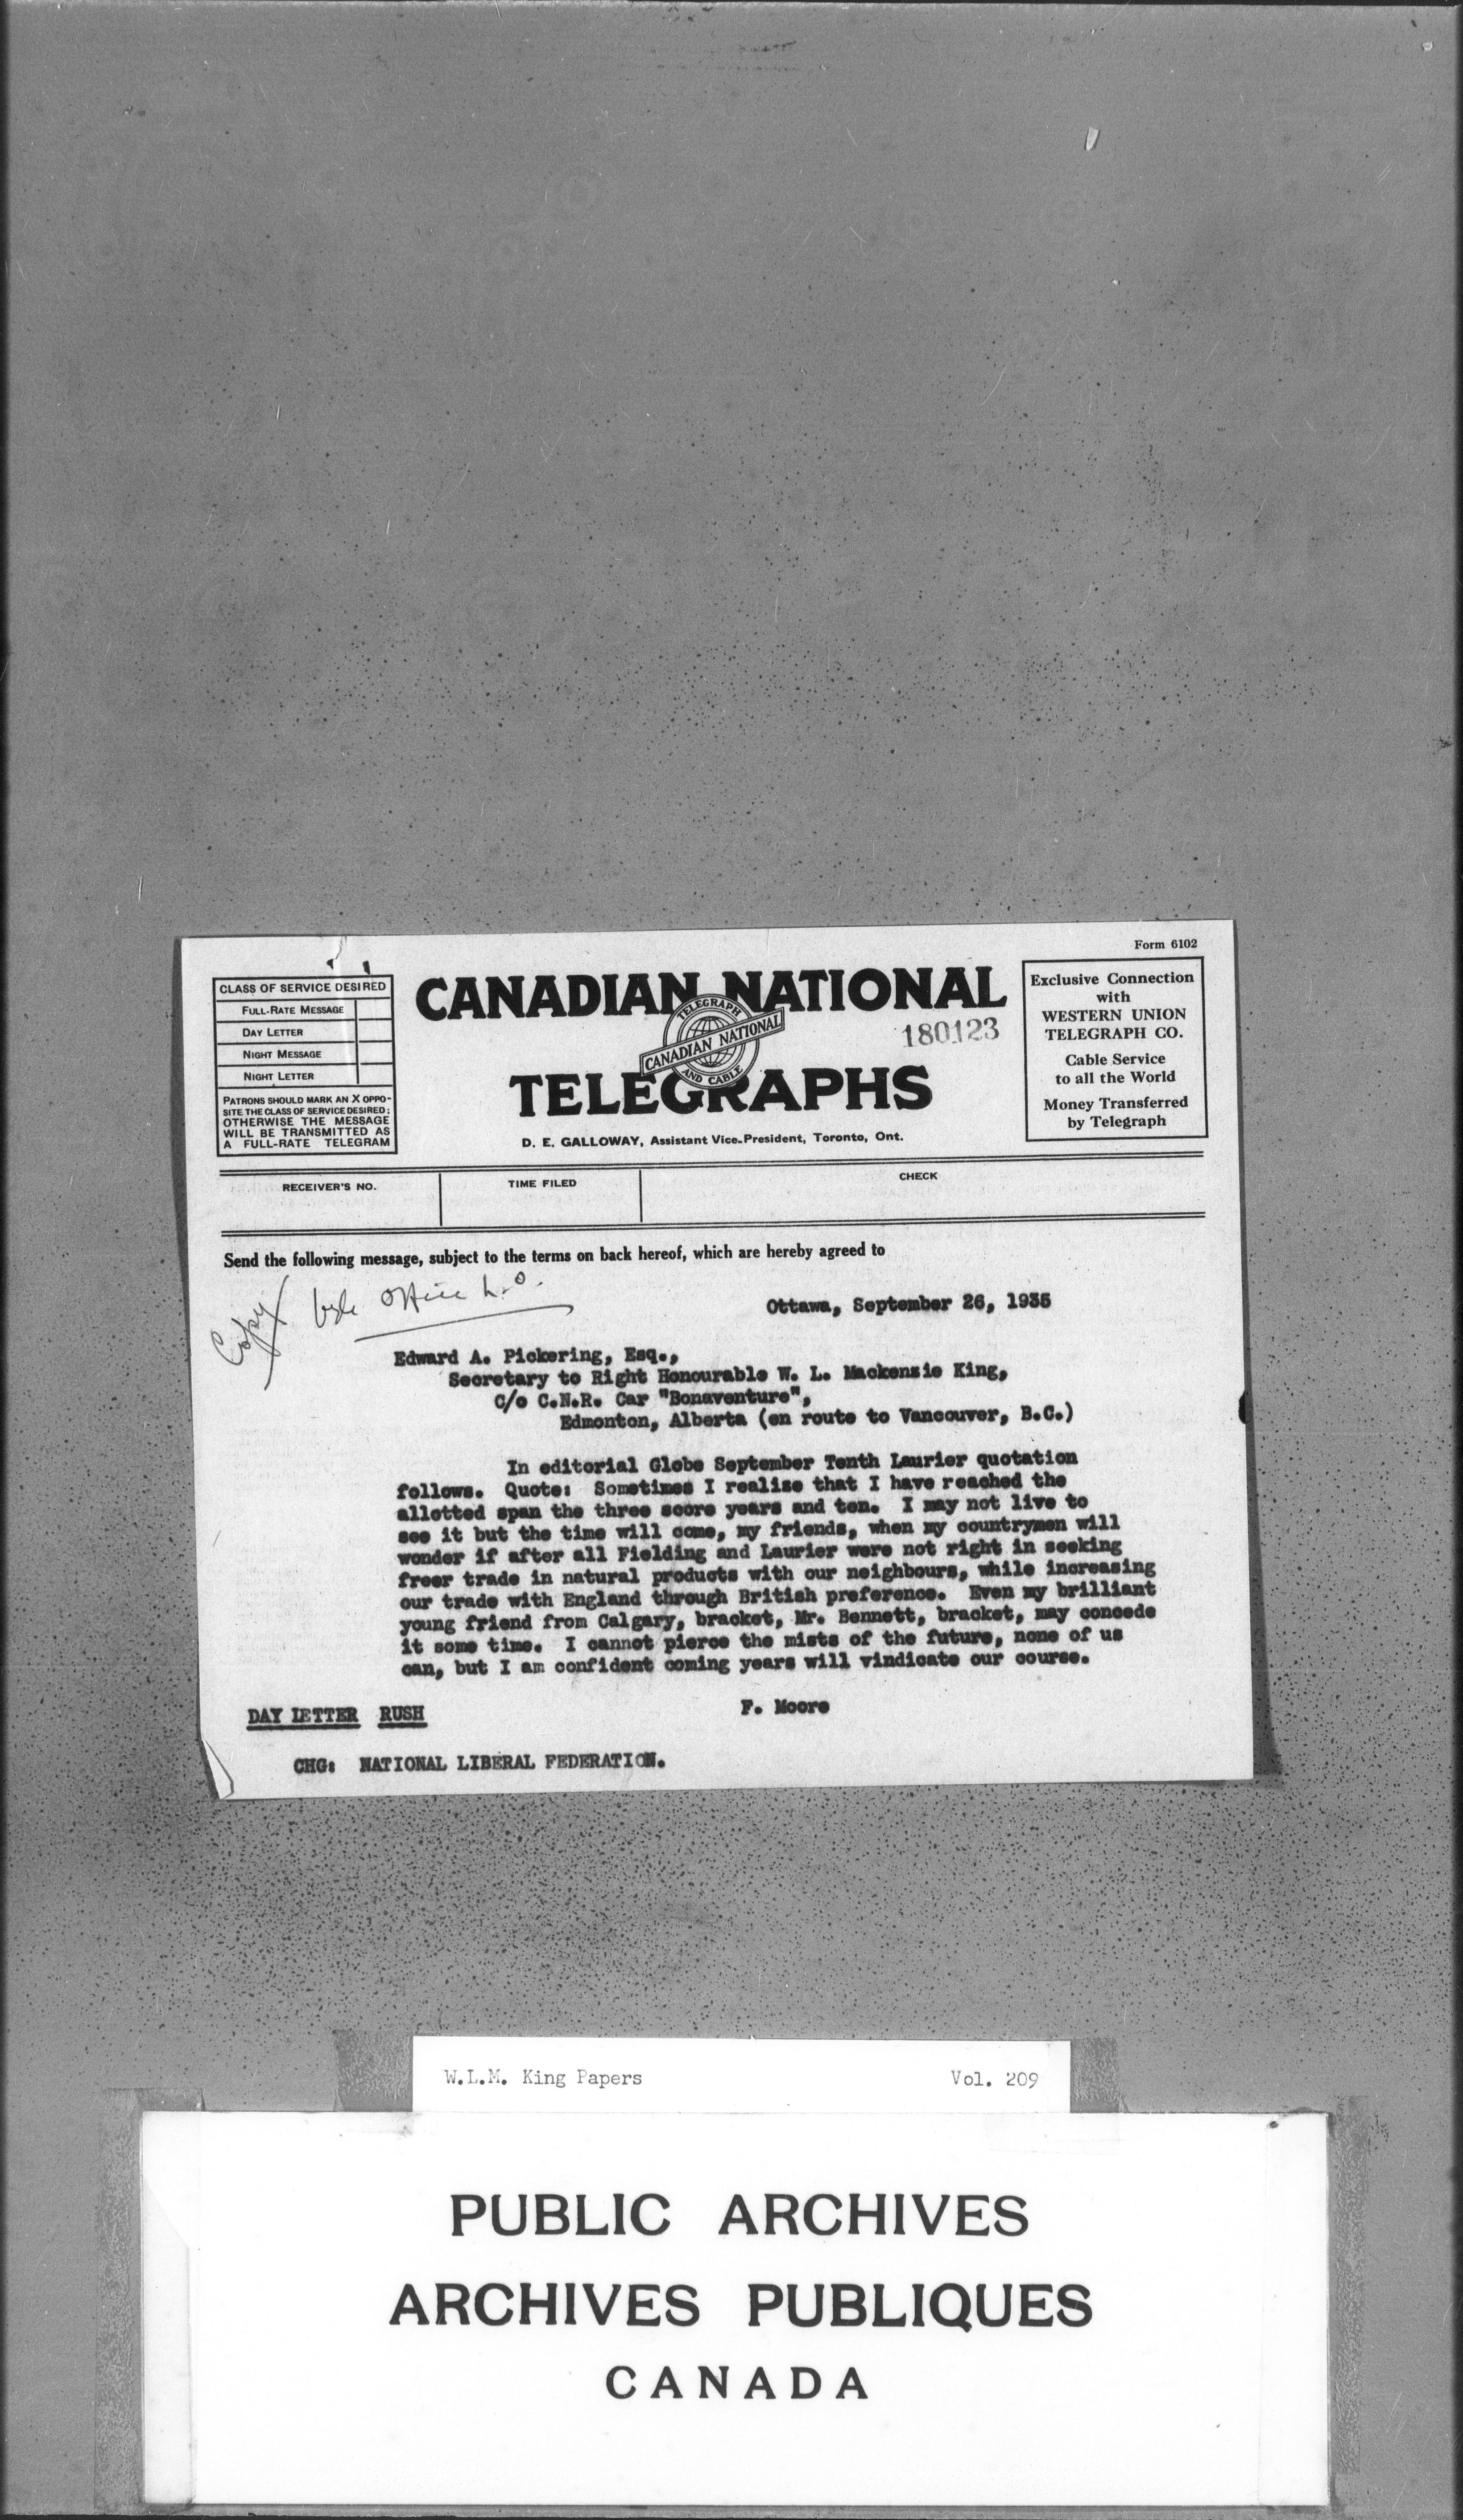 Form 6102
CLASS OF SERVICE DESIRED
FULL-RATE MESSAGE
DAY LETTER
NIGHT MESSAGE
NIGHT LETTER
PATRONS SHOULD MARK AN X OPPO-
SITE THE CLASS OF SERVICE DESIRED;
OTHERWISE THE MESSAGE
WILL BE TRANSMITTED AS
A FULL-RATE TELEGRAM
CANADIAN NATIONAL
TELEGRAPH
CANADIAN NATIONAL
AND CABLE
180123
TELEGRAPHS
D. E. GALLOWAY, Assistant Vice-President, Toronto, Ont.
Exclusive Connection
with
WESTERN UNION
TELEGRAPH CO.
Cable Service
to all the World
Money Transferred
by Telegraph
RECEIVER'S NO.
TIME FILED
CHECK
Send the following message, subject to the terms on back hereof, which are hereby agreed to
Copy
Office
Ottawa, September 26, 1935
Edward A. Pickering, Esq.,
Secretary to Right Honourable W. L. Mackenzie King,
C/o C.N.R. Car "Bonaventure",
Edmonton, Alberta (en route to Vancouver, B.C.)
In editorial Globe September Tenth Laurier quotation
follows. Quote: Sometimes I realize that I have reached the
allotted span the three score years and ten. I may not live to
see it but the time will come, my friends, when my countrymen will
wonder if after all Fielding and Laurier were not right in seeking
freer trade in natural products with our neighbours, while increasing
our trade with England through British preference. Even my brilliant
young friend from Calgary, bracket, Mr. Bennett, bracket, may concede
it some time. I cannot pierce the mists of the future, none of us
can, but I am confident coming years will vindicate our course.
F. Moore
DAY LETTER RUSH
CHG: NATIONAL LIBERAL FEDERATION.
W.L.M. King Papers
Vol. 209
PUBLIC ARCHIVES
ARCHIVES PUBLIQUES
CANADA